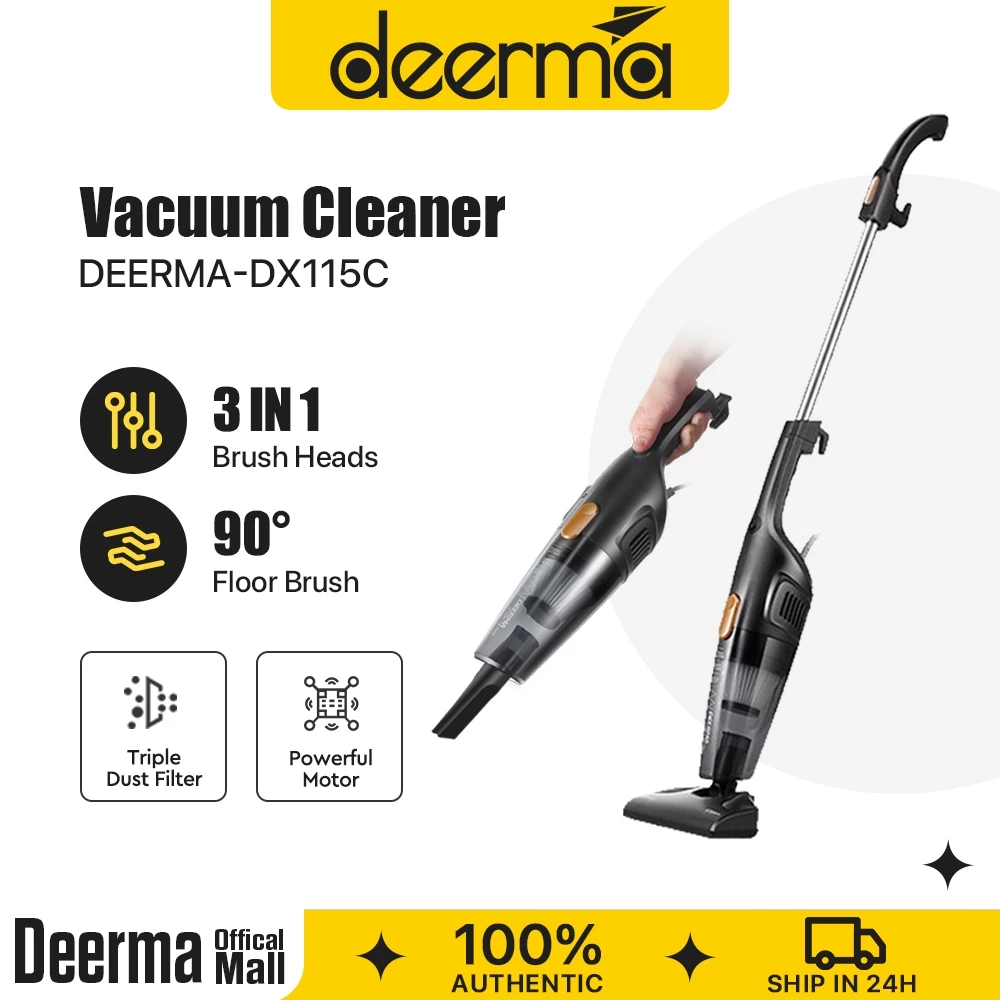 deerma
Vacuum Cleaner
DEERMA-DX115C
3 IN 1
Brush Heads
90°
Floor Brush
Triple
Dust Filter
Powerful
Motor
Deerma
Offical
Mall
100%
AUTHENTIC
SHIP IN 24H